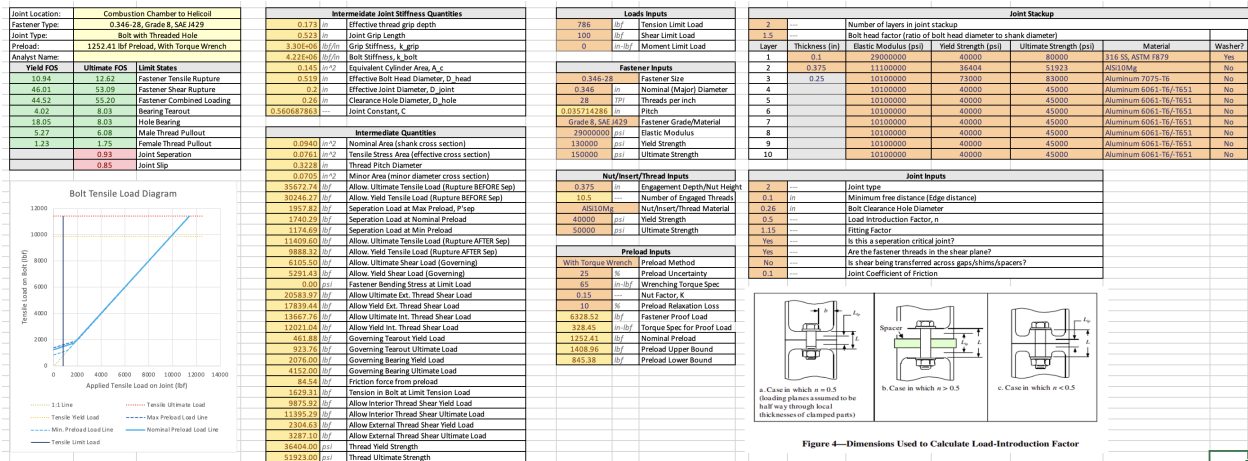 Joint Location: Combustion Chamber to Helicoil
Fastener Type: 0.346-28, Grade 8, SAE J429
Joint Type: Bolt with Threaded Hole
Preload: 1252.41 lbf Preload, With Torque Wrench
Analyst Name:
Yield FOS Ultimate FOS Limit States
10.94 12.62 Fastener Tensile Rupture
46.01 53.09 Fastener Shear Rupture
44.52 55.20 Fastener Combined Loading
4.02 8.03 Bearing Tearout
18.05 8.03 Hole Bearing
5.27 6.08 Male Thread Pullout
1.23 1.75 Female Thread Pullout
0.93 Joint Seperation
0.85 Joint Slip
Bolt Tensile Load Diagram
Tensile Load on Bolt (lbf)
12000
10000
8000
6000
4000
2000
0
0 2000 4000 6000 8000 10000 12000 14000
Applied Tensile Load on Joint (lbf)
1:1 Line Tensile Ultimate Load
Tensile Yield Load Max Preload Load Line
Min. Preload Load Line Nominal Preload Load Line
Tensile Limit Load
Intermeidate Joint Stiffness Quantities
0.173 in Effective thread grip depth
0.523 in Joint Grip Length
3.30E+06 lbf/in Grip Stiffness, k_grip
4.22E+06 lbf/in Bolt Stiffness, k_bolt
0.145 in^2 Equivalent Cylinder Area, A_c
0.519 in Effective Bolt Head Diameter, D_head
0.2 in Effective Joint Diameter, D_joint
0.26 in Clearance Hole Diameter, D_hole
0.560687863 --- Joint Constant, C
Intermediate Quantities
0.0940 in^2 Nominal Area (shank cross section)
0.0761 in^2 Tensile Stress Area (effective cross section)
0.3228 in Thread Pitch Diameter
0.0705 in^2 Minor Area (minor diameter cross section)
35672.74 lbf Allow. Ultimate Tensile Load (Rupture BEFORE Sep)
30246.27 lbf Allow. Yield Tensile Load (Rupture BEFORE Sep)
1957.82 lbf Seperation Load at Max Preload, P'sep
1740.29 lbf Seperation Load at Nominal Preload
1174.69 lbf Seperation Load at Min Preload
11409.60 lbf Allow. Ultimate Tensile Load (Rupture AFTER Sep)
9888.32 lbf Allow. Yield Tensile Load (Rupture AFTER Sep)
6105.50 lbf Allow. Ultimate Shear Load (Governing)
5291.43 lbf Allow. Yield Shear Load (Governing)
0.00 psi Fastener Bending Stress at Limit Load
20583.97 lbf Allow Ultimate Ext. Thread Shear Load
17839.44 lbf Allow Yield Ext. Thread Shear Load
13667.76 lbf Allow Ultimate Int. Thread Shear Load
12021.04 lbf Allow Yield Int. Thread Shear Load
461.88 lbf Governing Tearout Yield Load
923.76 lbf Governing Tearout Ultimate Load
2076.00 lbf Governing Bearing Yield Load
4152.00 lbf Governing Bearing Ultimate Load
84.54 lbf Friction force from preload
1629.31 lbf Tension in Bolt at Limit Tension Load
9875.92 lbf Allow Interior Thread Shear Yield Load
11395.29 lbf Allow Interior Thread Shear Ultimate Load
2304.63 lbf Allow External Thread Shear Yield Load
3287.10 lbf Allow External Thread Shear Ultimate Load
36404.00 psi Thread Yield Strength
51923.00 psi Thread Ultimate Strength
Loads Inputs
786 lbf Tension Limit Load
100 lbf Shear Limit Load
0 in-lbf Moment Limit Load
Fastener Inputs
0.346-28 Fastener Size
0.346 in Nominal (Major) Diameter
28 TPI Threads per inch
0.035714286 in Pitch
Grade 8, SAE J429 Fastener Grade/Material
29000000 psi Elastic Modulus
130000 psi Yield Strength
150000 psi Ultimate Strength
Nut/Insert/Thread Inputs
0.375 in Engagement Depth/Nut Height
10.5 --- Number of Engaged Threads
AlSi10Mg Nut/Insert/Thread Material
40000 psi Yield Strength
50000 psi Ultimate Strength
Preload Inputs
With Torque Wrench Preload Method
25 % Preload Uncertainty
65 in-lbf Wrenching Torque Spec
0.15 --- Nut Factor, K
10 % Preload Relaxation Loss
6328.52 lbf Fastener Proof Load
328.45 in-lbf Torque Spec for Proof Load
1252.41 lbf Nominal Preload
1408.96 lbf Preload Upper Bound
845.38 lbf Preload Lower Bound
Joint Stackup
2 --- Number of layers in joint stackup
1.5 --- Bolt head factor (ratio of bolt head diameter to shank diameter)
Layer Thickness (in) Elastic Modulus (psi) Yield Strength (psi) Ultimate Strength (psi) Material Washer?
1 0.1 29000000 40000 80000 316 SS, ASTM F879 Yes
2 0.375 11100000 36404 51923 AlSi10Mg No
3 0.25 10100000 73000 83000 Aluminum 7075-T6 No
4 10100000 40000 45000 Aluminum 6061-T6/-T651 No
5 10100000 40000 45000 Aluminum 6061-T6/-T651 No
6 10100000 40000 45000 Aluminum 6061-T6/-T651 No
7 10100000 40000 45000 Aluminum 6061-T6/-T651 No
8 10100000 40000 45000 Aluminum 6061-T6/-T651 No
9 10100000 40000 45000 Aluminum 6061-T6/-T651 No
10 10100000 40000 45000 Aluminum 6061-T6/-T651 No
Joint Inputs
2 --- Joint type
0.1 in Minimum free distance (Edge distance)
0.26 in Bolt Clearance Hole Diameter
0.5 --- Load Introduction Factor, n
1.15 --- Fitting Factor
Yes --- Is this a seperation critical joint?
Yes --- Are the fastener threads in the shear plane?
No --- Is shear being transferred across gaps/shims/spacers?
0.1 --- Joint Coefficient of Friction
Spacer
a. Case in which n = 0.5
(loading planes assumed to be
half way through local
thicknesses of clamped parts)
b. Case in which n > 0.5
c. Case in which n < 0.5
Figure 4—Dimensions Used to Calculate Load-Introduction Factor